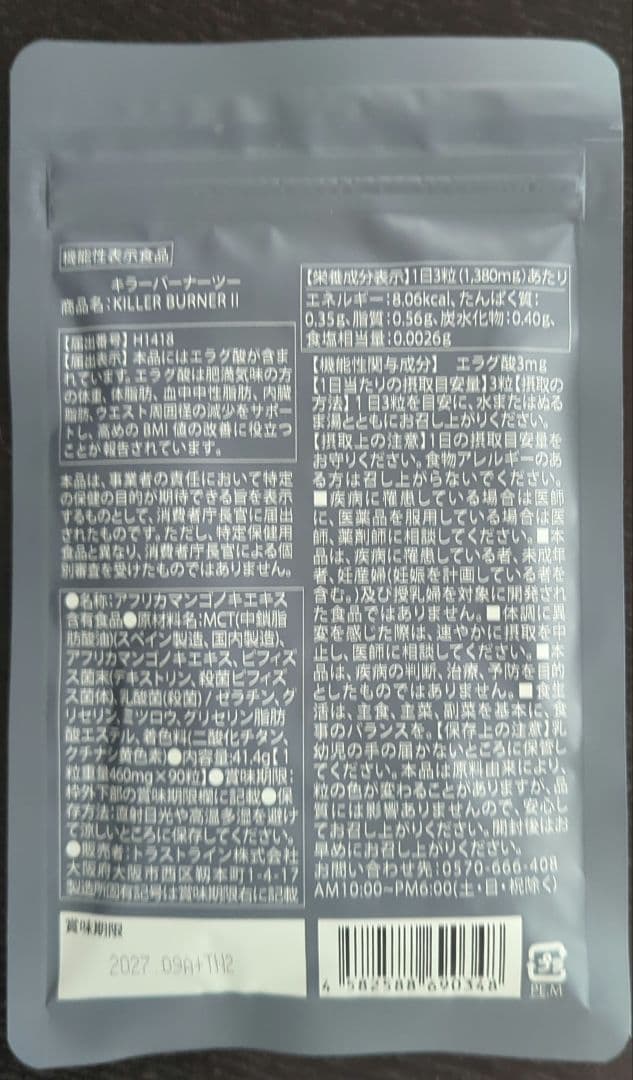 機能性表示食品
キラーバーナーツー
商品名:KILLER BURNER II
【届出番号】H1418
【届出表示】本品にはエラグ酸が含ま
れています。エラグ酸は肥満気味の方
の体重、体脂肪、血中中性脂肪、内臓
脂肪、ウエスト周囲径の減少をサポー
トし、高めのBMI値の改善に役立つ
ことが報告されています。
本品は、事業者の責任において特定
の保健の目的が期待できる旨を表示
するものとして、消費者庁長官に届出
されたものです。ただし、特定保健用
食品と異なり、消費者庁長官による個
別審査を受けたものではありません。
●名称:アフリカマンゴノキエキス
含有食品●原材料名:MCT(中鎖脂
肪酸油)(スペイン製造、国内製造)、
アフリカマンゴノキエキス、ビフィズ
ス菌末(デキストリン、殺菌ビフィズ
ス菌体)、乳酸菌(殺菌)/ゼラチン、グ
リセリン、ミツロウ、グリセリン脂肪
酸エステル、着色料(二酸化チタン、
クチナシ黄色素)●内容量:41.4g【1
粒重量460mg×90粒】●賞味期限:
枠外下部の賞味期限欄に記載●保
存方法:直射日光や高温多湿を避け
て涼しいところに保存してください。
●販売者:トラストライン株式会社
大阪府大阪市西区靭本町1-4-17
製造所固有記号は賞味期限右に記載
賞味期限
2027.09A+TH2
【栄養成分表示】1日3粒(1,380mg)あたり
エネルギー:8.06kcal、たんぱく質:
0.35g、脂質:0.56g、炭水化物:0.40g、
食塩相当量:0.0026g
【機能性関与成分】 エラグ酸3mg
【1日当たりの摂取目安量】3粒【摂取の
方法】1日3粒を目安に、水またはぬる
ま湯とともにお召し上がりください。
【摂取上の注意】1日の摂取目安量を
お守りください。食物アレルギーのあ
る方は召し上がらないでください。
■疾病に罹患している場合は医師
に、医薬品を服用している場合は医
師、薬剤師に相談してください。■本
品は、疾病に罹患している者、未成年
者、妊産婦(妊娠を計画している者を
含む。)及び授乳婦を対象に開発され
た食品ではありません。■体調に異
変を感じた際は、速やかに摂取を中
止し、医師に相談してください。■本
品は、疾病の診断、治療、予防を目的
としたものではありません。■食生
活は、主食、主菜、副菜を基本に、食
事のバランスを。【保存上の注意】乳
幼児の手の届かないところに保管し
てください。本品は原料由来により、
粒の色が変わることがありますが、品
質には影響ありませんので、安心し
てお召し上がりください。開封後はお
早めにお召し上がりください。
お問い合わせ先:0570-666-408
AM10:00~PM6:00(土・日・祝除く)
4 582588 690348
プラ
PE,M